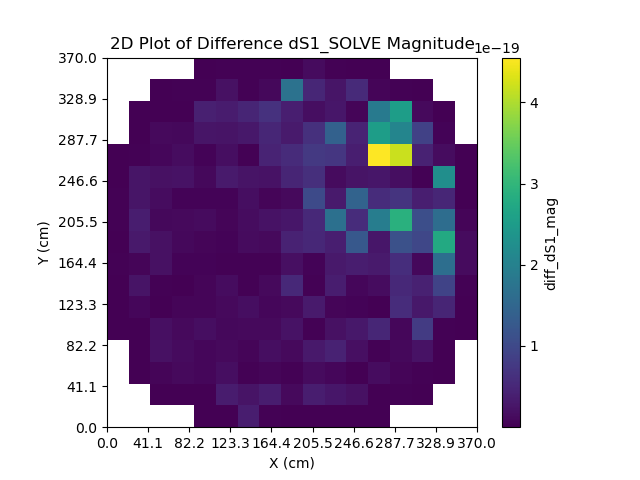 2D Plot of Difference dS1_SOLVE Magnitude
1e−19
370.0
328.9
287.7
246.6
205.5
164.4
123.3
82.2
41.1
0.0
Y (cm)
0.0 41.1 82.2 123.3 164.4 205.5 246.6 287.7 328.9 370.0
X (cm)
4
3
2
1
diff_dS1_mag